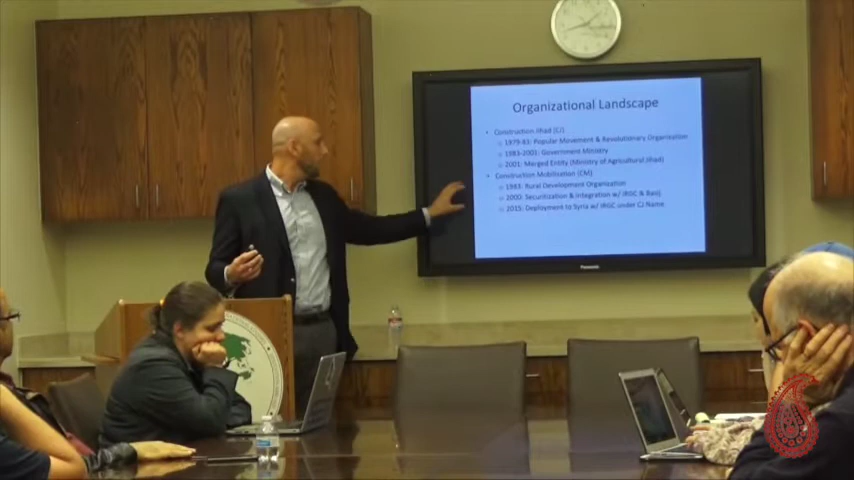 Organizational Landscape
• Construction Jihad (CJ)
1979-83: Popular Movement & Revolutionary Organization
1983-2001: Government Ministry
2001: Merged Entity (Ministry of Agricultural Jihad)
• Construction Mobilization (CM)
1983: Rural Development Organization
2000: Securitization & Integration w/ IRGC & Basij
2015: Deployment to Syria w/ IRGC under CJ Name
Panasonic